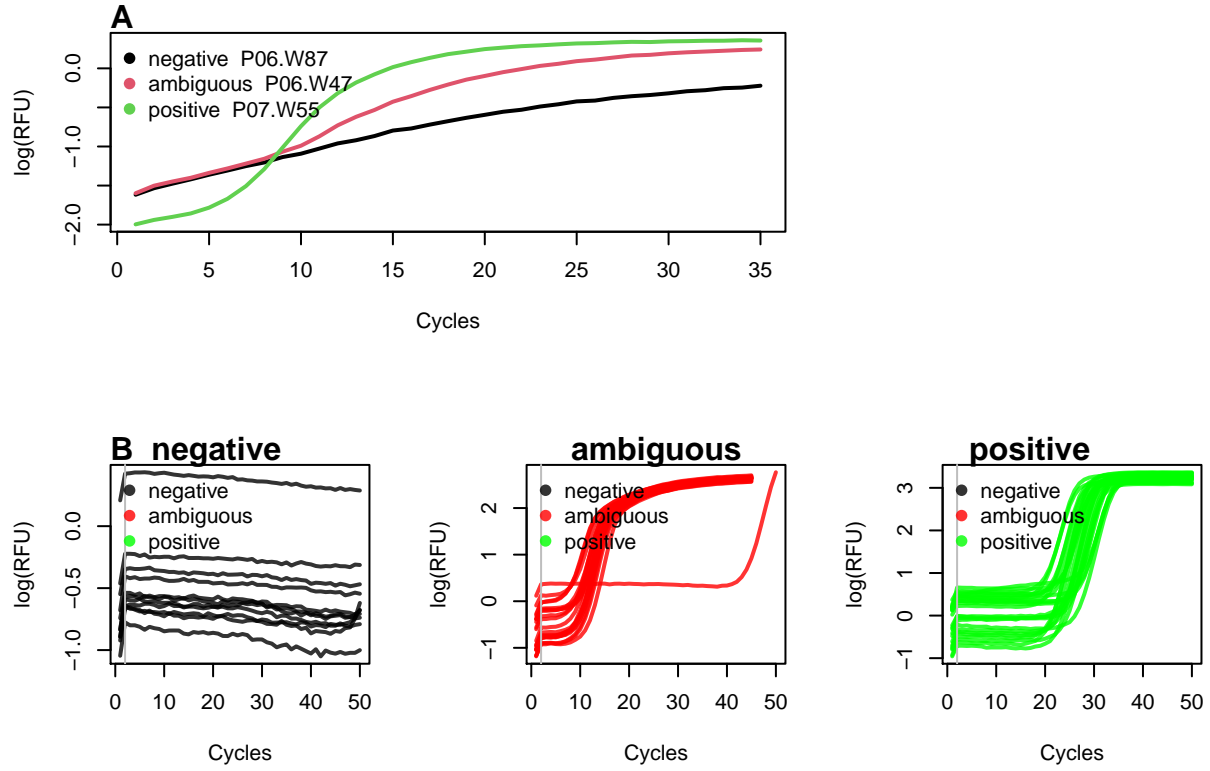 A
negative P06.W87
ambiguous P06.W47
positive P07.W55
log(RFU)
0.0
−1.0
−2.0
0 5 10 15 20 25 30 35
Cycles
B negative
negative
ambiguous
positive
log(RFU)
0.0
−0.5
−1.0
0 10 20 30 40 50
Cycles
ambiguous
negative
ambiguous
positive
log(RFU)
2
1
0
−1
0 10 20 30 40 50
Cycles
positive
negative
ambiguous
positive
log(RFU)
3
2
1
0
−1
0 10 20 30 40 50
Cycles